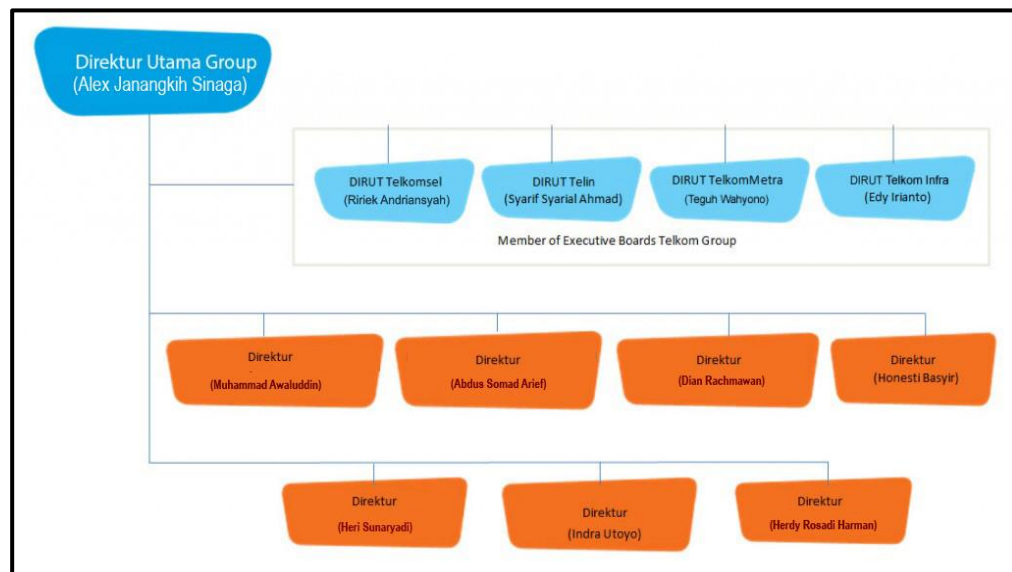 Direktur Utama Group
(Alex Janangkih Sinaga)
DIRUT Telkomsel
(Ririek Andriansyah)
DIRUT Telin
(Syarif Syarial Ahmad)
DIRUT TelkomMetra
(Teguh Wahyono)
DIRUT Telkom Infra
(Edy Irianto)
Member of Executive Boards Telkom Group
Direktur
(Muhammad Awaluddin)
Direktur
(Abdus Somad Arief)
Direktur
(Dian Rachmawan)
Direktur
(Honesti Basyir)
Direktur
(Heri Sunaryadi)
Direktur
(Indra Utoyo)
Direktur
(Herdy Rosadi Harman)